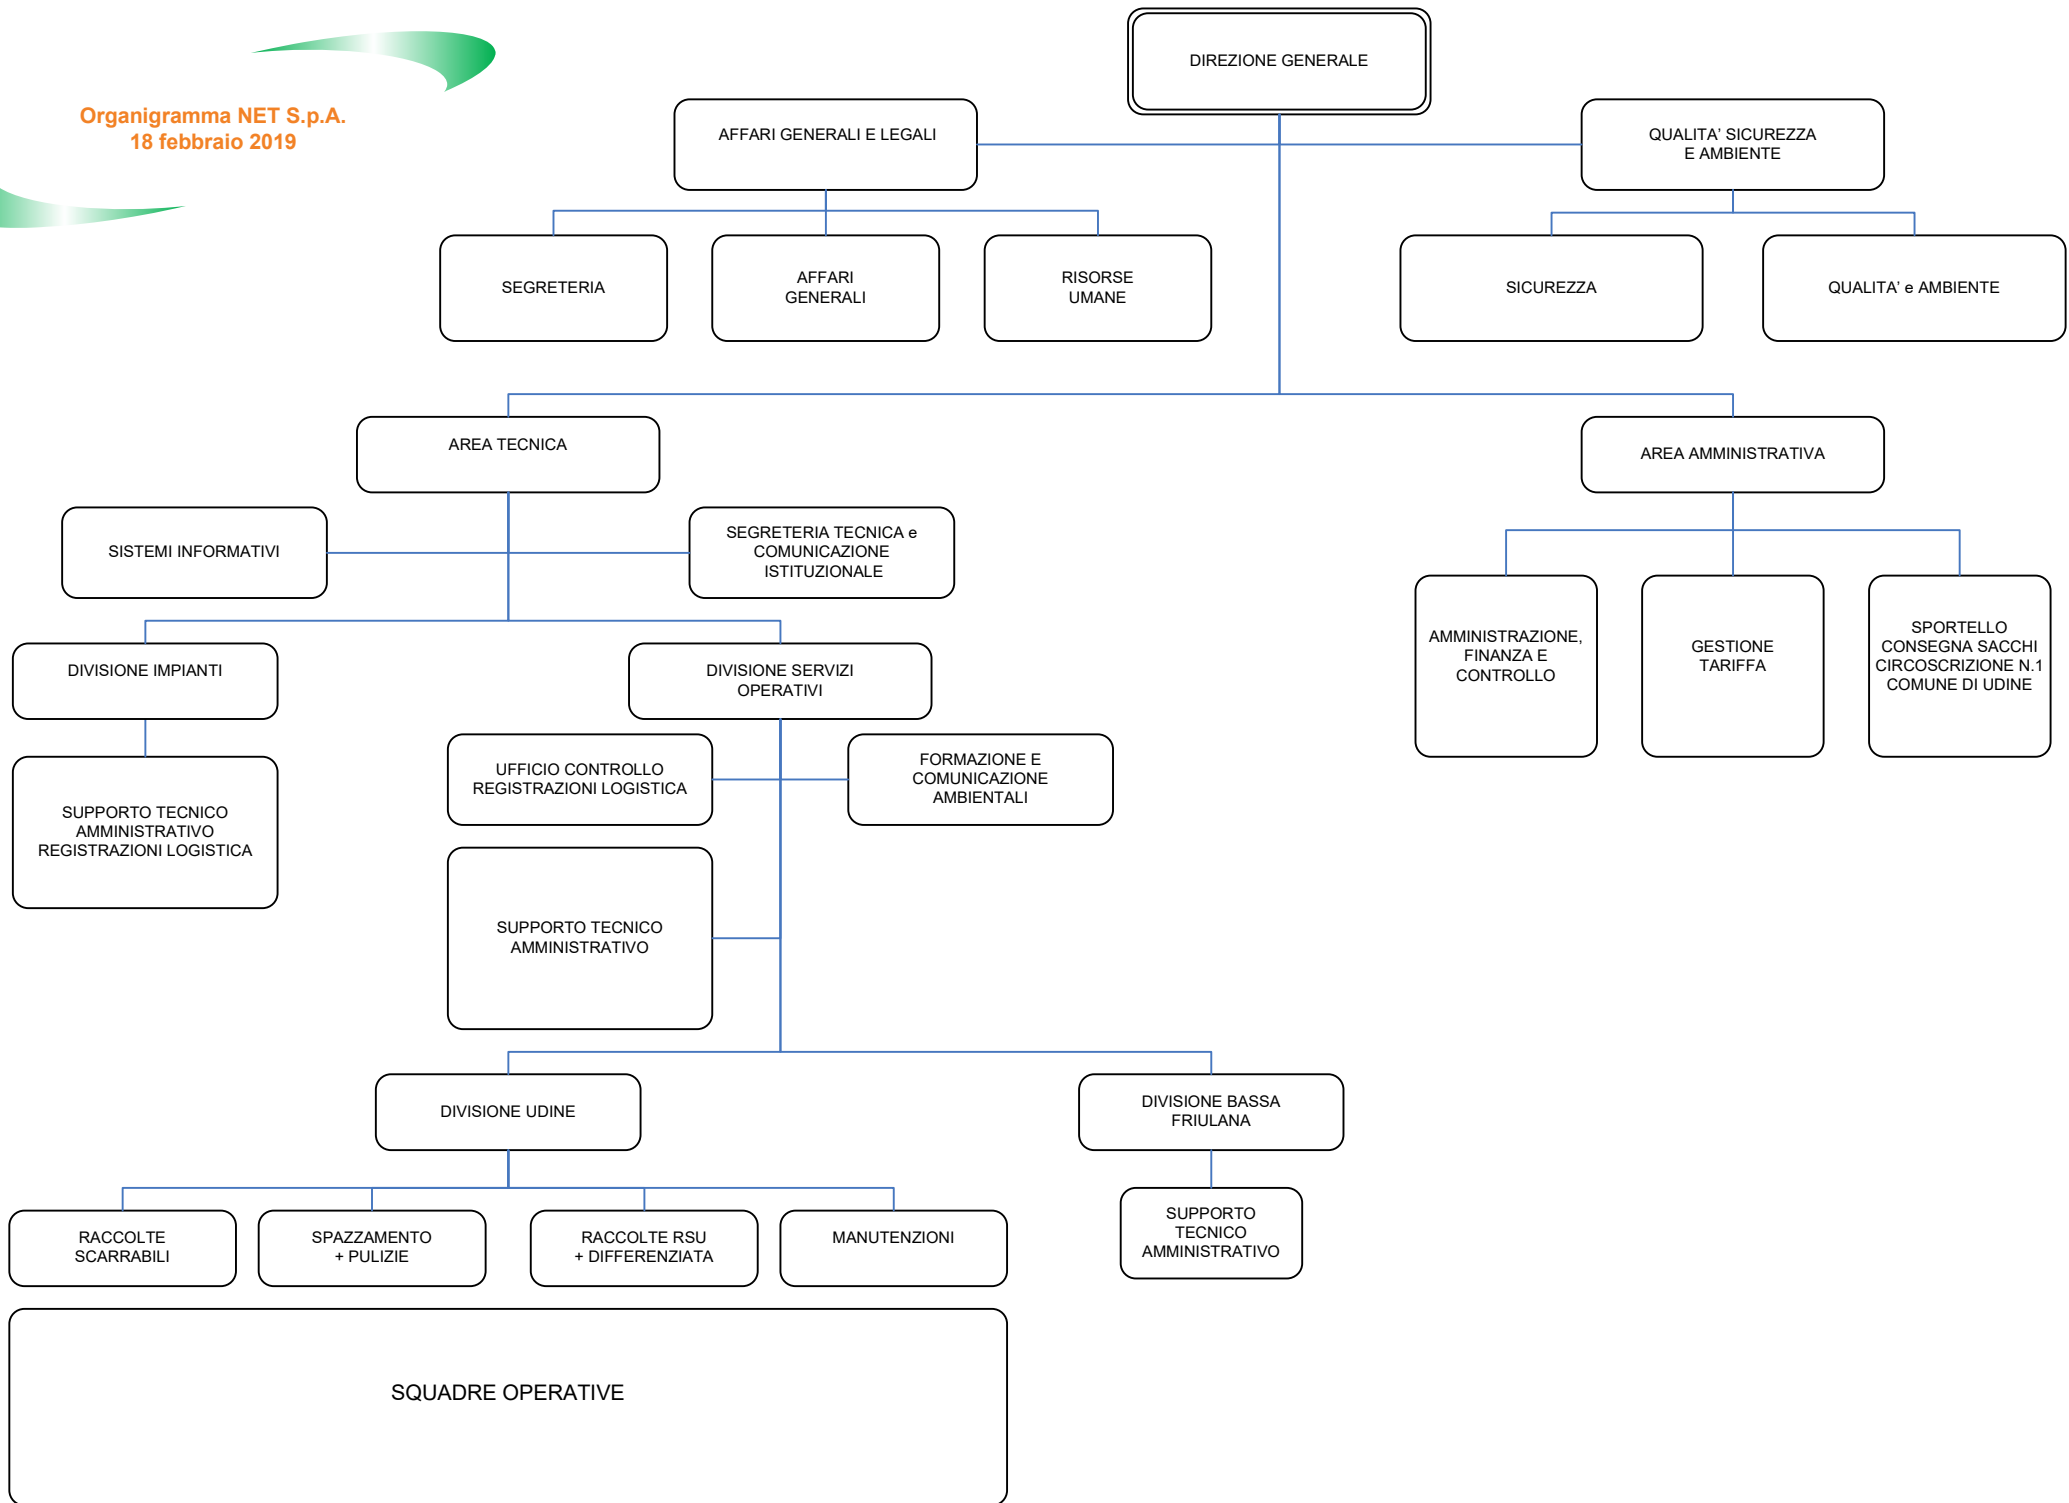 Organigramma NET S.p.A.
18 febbraio 2019
DIREZIONE GENERALE
AFFARI GENERALI E LEGALI
QUALITA' SICUREZZA
E AMBIENTE
SEGRETERIA
AFFARI
GENERALI
RISORSE
UMANE
SICUREZZA
QUALITA' e AMBIENTE
AREA TECNICA
AREA AMMINISTRATIVA
SISTEMI INFORMATIVI
SEGRETERIA TECNICA e
COMUNICAZIONE
ISTITUZIONALE
AMMINISTRAZIONE,
FINANZA E
CONTROLLO
GESTIONE
TARIFFA
SPORTELLO
CONSEGNA SACCHI
CIRCOSCRIZIONE N.1
COMUNE DI UDINE
DIVISIONE IMPIANTI
DIVISIONE SERVIZI
OPERATIVI
SUPPORTO TECNICO
AMMINISTRATIVO
REGISTRAZIONI LOGISTICA
UFFICIO CONTROLLO
REGISTRAZIONI LOGISTICA
FORMAZIONE E
COMUNICAZIONE
AMBIENTALI
SUPPORTO TECNICO
AMMINISTRATIVO
DIVISIONE UDINE
DIVISIONE BASSA
FRIULANA
RACCOLTE
SCARRABILI
SPAZZAMENTO
+ PULIZIE
RACCOLTE RSU
+ DIFFERENZIATA
MANUTENZIONI
SUPPORTO
TECNICO
AMMINISTRATIVO
SQUADRE OPERATIVE